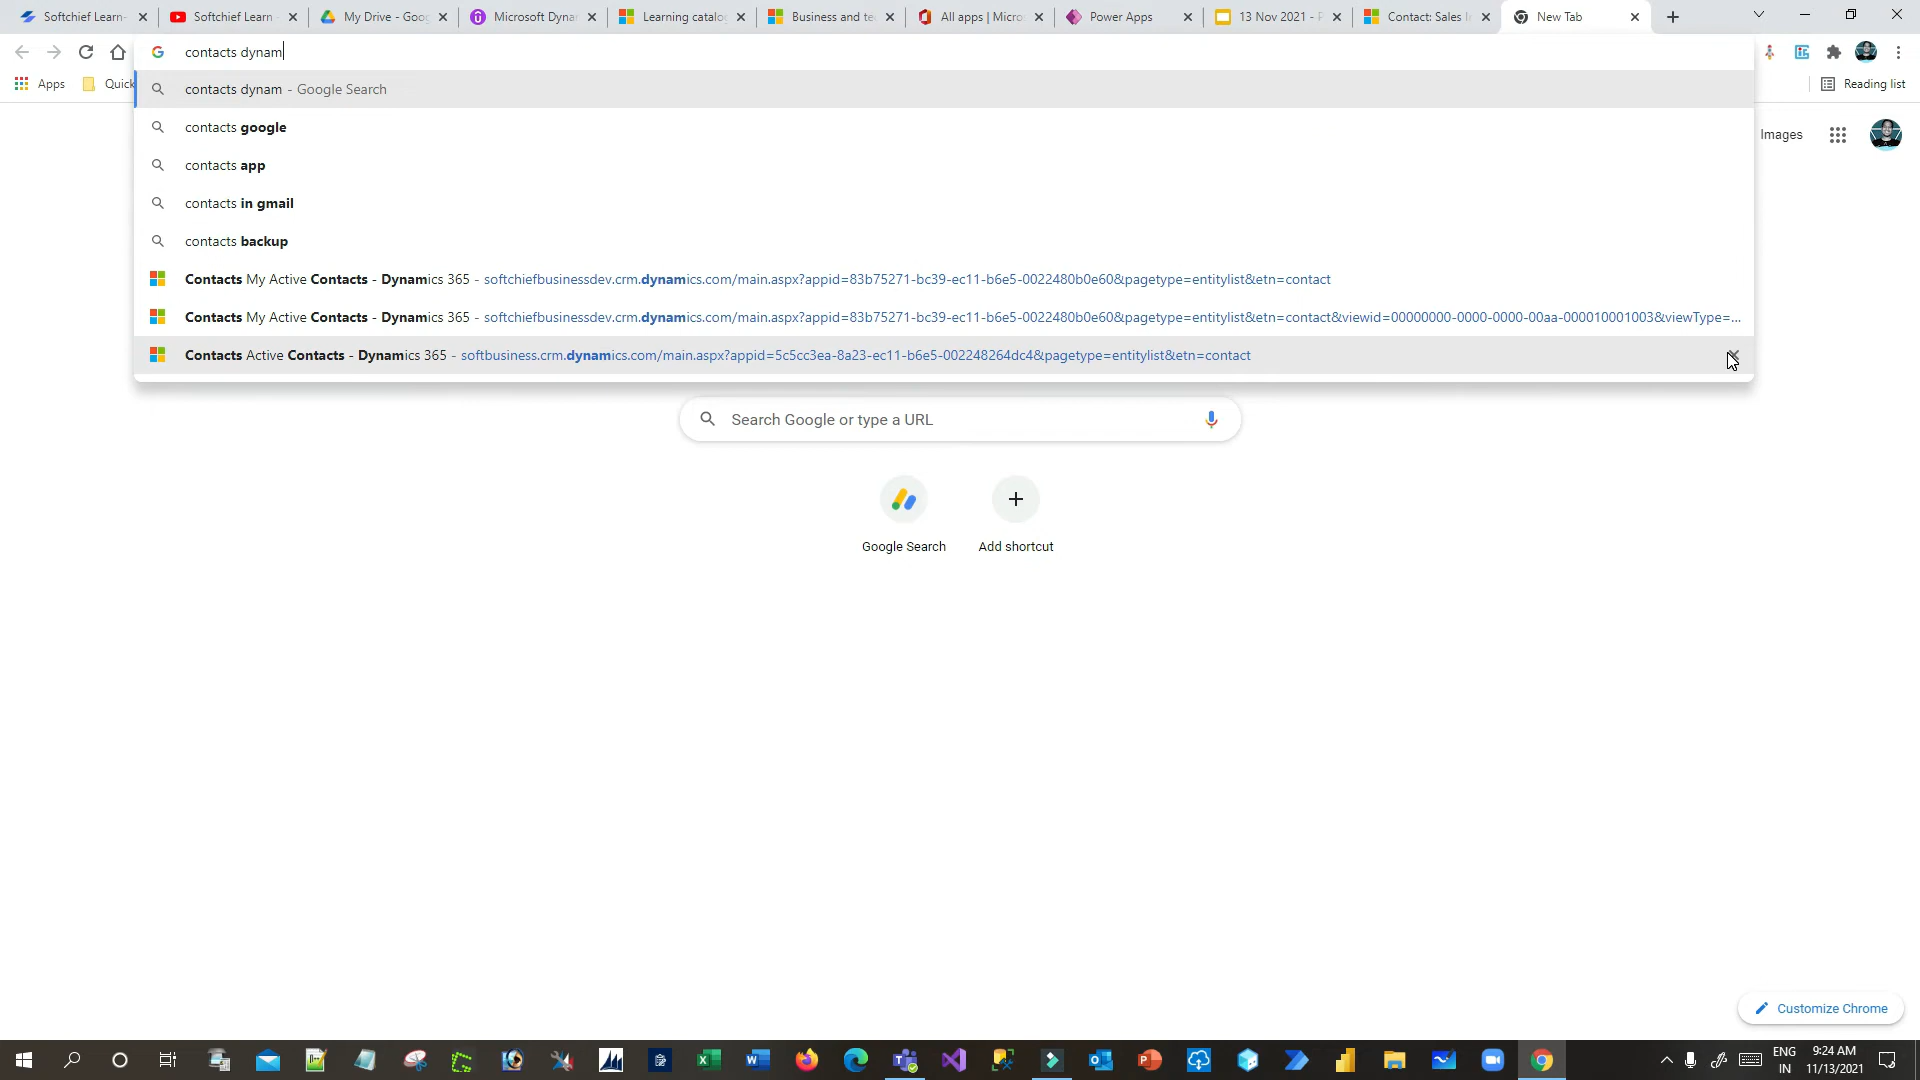 Softchief Learn-
Softchief Learn -
My Drive - Goog
Microsoft Dyna
Learning catalog
Business and te
All apps | Micro
Power Apps
13 Nov 2021 - P
Contact: Sales I
New Tab
contacts dynam
Apps
Quick
Reading list
contacts dynam - Google Search
contacts google
contacts app
contacts in gmail
contacts backup
Contacts My Active Contacts - Dynamics 365 - softchiefbusinessdev.crm.dynamics.com/main.aspx?appid=83b75271-bc39-ec11-b6e5-0022480b0e60&pagetype=entitylist&etn=contact
Contacts My Active Contacts - Dynamics 365 - softchiefbusinessdev.crm.dynamics.com/main.aspx?appid=83b75271-bc39-ec11-b6e5-0022480b0e60&pagetype=entitylist&etn=contact&viewid=00000000-0000-0000-00aa-000010001003&viewType=...
Contacts Active Contacts - Dynamics 365 - softbusiness.crm.dynamics.com/main.aspx?appid=5c5cc3ea-8a23-ec11-b6e5-002248264dc4&pagetype=entitylist&etn=contact
Images
Search Google or type a URL
Google Search
Add shortcut
Customize Chrome
ENG
IN
9:24 AM
11/13/2021